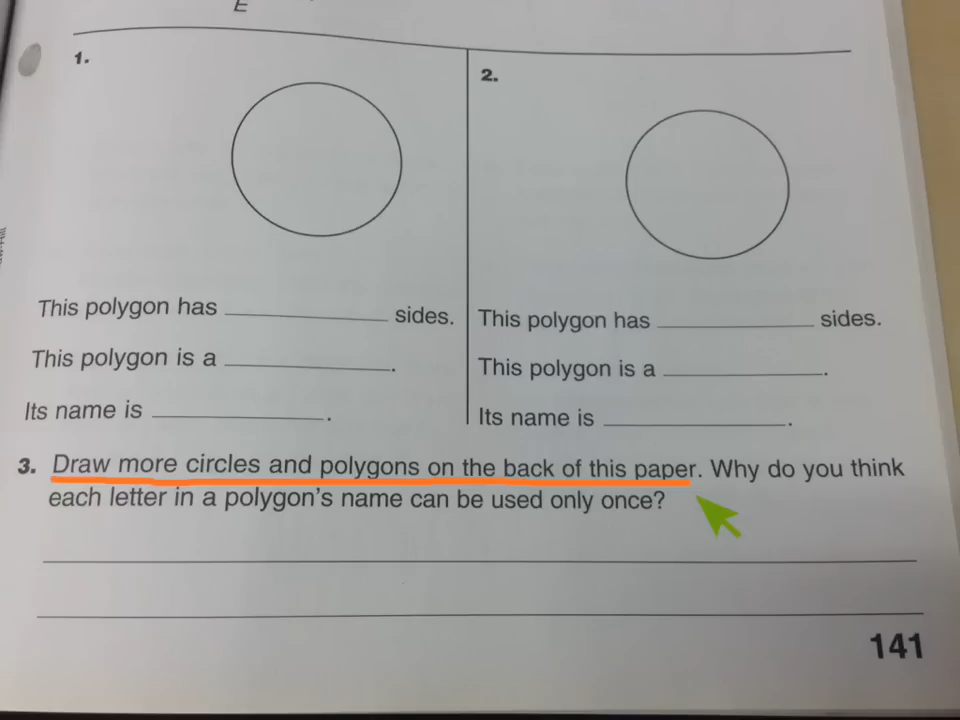 E
1.
2.
This polygon has sides.
This polygon has sides.
This polygon is a .
This polygon is a .
Its name is .
Its name is .
3. Draw more circles and polygons on the back of this paper. Why do you think
each letter in a polygon's name can be used only once?
141